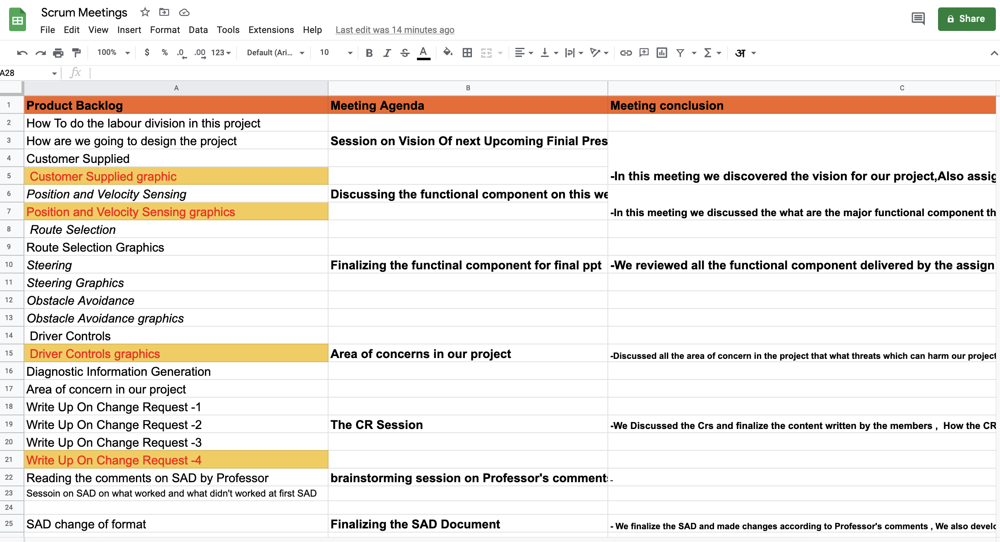 Scrum Meetings
File Edit View Insert Format Data Tools Extensions Help Last edit was 14 minutes ago
Share
100% $ % .0 .00 123 Default (Ari... 10 B I S A Σ अ
A28 fx
A B C
1 Product Backlog Meeting Agenda Meeting conclusion
2 How To do the labour division in this project
3 How are we going to design the project Session on Vision Of next Upcoming Finial Pres
4 Customer Supplied
5 Customer Supplied graphic -In this meeting we discovered the vision for our project,Also assig
6 Position and Velocity Sensing Discussing the functional component on this we
7 Position and Velocity Sensing graphics -In this meeting we discussed the what are the major functional component th
8 Route Selection
9 Route Selection Graphics
10 Steering Finalizing the functinal component for final ppt -We reviewed all the functional component delivered by the assign
11 Steering Graphics
12 Obstacle Avoidance
13 Obstacle Avoidance graphics
14 Driver Controls
15 Driver Controls graphics Area of concerns in our project -Discussed all the area of concern in the project that what threats which can harm our project
16 Diagnostic Information Generation
17 Area of concern in our project
18 Write Up On Change Request -1
19 Write Up On Change Request -2 The CR Session -We Discussed the Crs and finalize the content written by the members , How the CR
20 Write Up On Change Request -3
21 Write Up On Change Request -4
22 Reading the comments on SAD by Professor brainstorming session on Professor's comments -
23 Sessoin on SAD on what worked and what didn't worked at first SAD
24
25 SAD change of format Finalizing the SAD Document - We finalize the SAD and made changes according to Professor's comments , We also develo